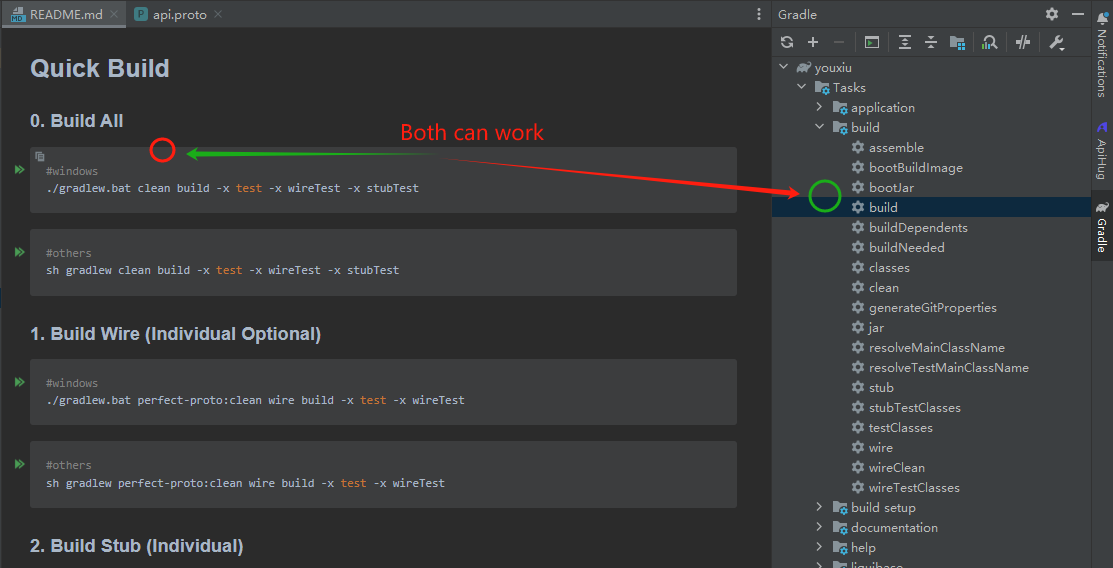 README.md
api.proto
Quick Build
0. Build All
#windows
./gradlew.bat clean build -x test -x wireTest -x stubTest
#others
sh gradlew clean build -x test -x wireTest -x stubTest
1. Build Wire (Individual Optional)
#windows
./gradlew.bat perfect-proto:clean wire build -x test -x wireTest
#others
sh gradlew perfect-proto:clean wire build -x test -x wireTest
2. Build Stub (Individual)
Both can work
Gradle
youxiu
Tasks
application
build
assemble
bootBuildImage
bootJar
build
buildDependents
buildNeeded
classes
clean
generateGitProperties
jar
resolveMainClassName
resolveTestMainClassName
stub
stubTestClasses
testClasses
wire
wireClean
wireTestClasses
build setup
documentation
help
liquibase
Notifications
ApiHug
Gradle